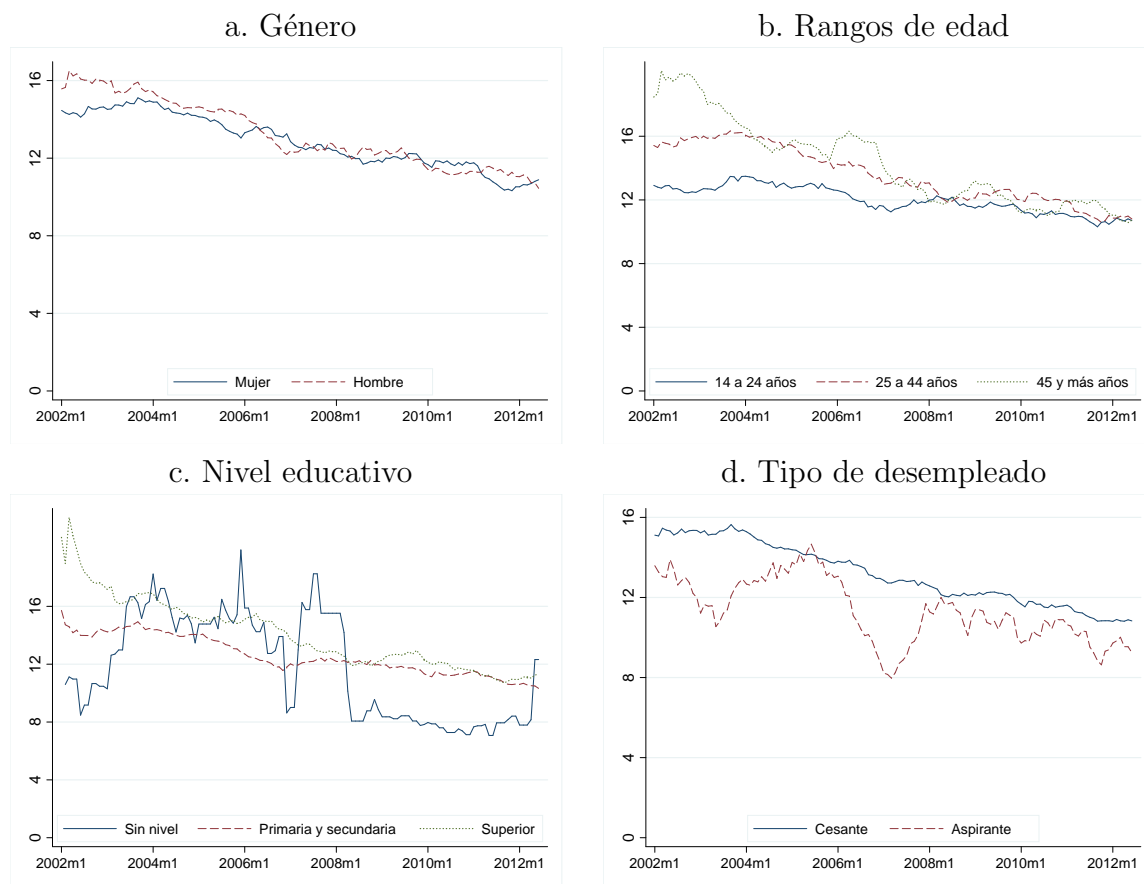 a. Género
16
12
8
4
0
Mujer Hombre
2002m1 2004m1 2006m1 2008m1 2010m1 2012m1
b. Rangos de edad
16
12
8
4
0
14 a 24 años 25 a 44 años 45 y más años
2002m1 2004m1 2006m1 2008m1 2010m1 2012m1
c. Nivel educativo
16
12
8
4
0
Sin nivel Primaria y secundaria Superior
2002m1 2004m1 2006m1 2008m1 2010m1 2012m1
d. Tipo de desempleado
16
12
8
4
0
Cesante Aspirante
2002m1 2004m1 2006m1 2008m1 2010m1 2012m1